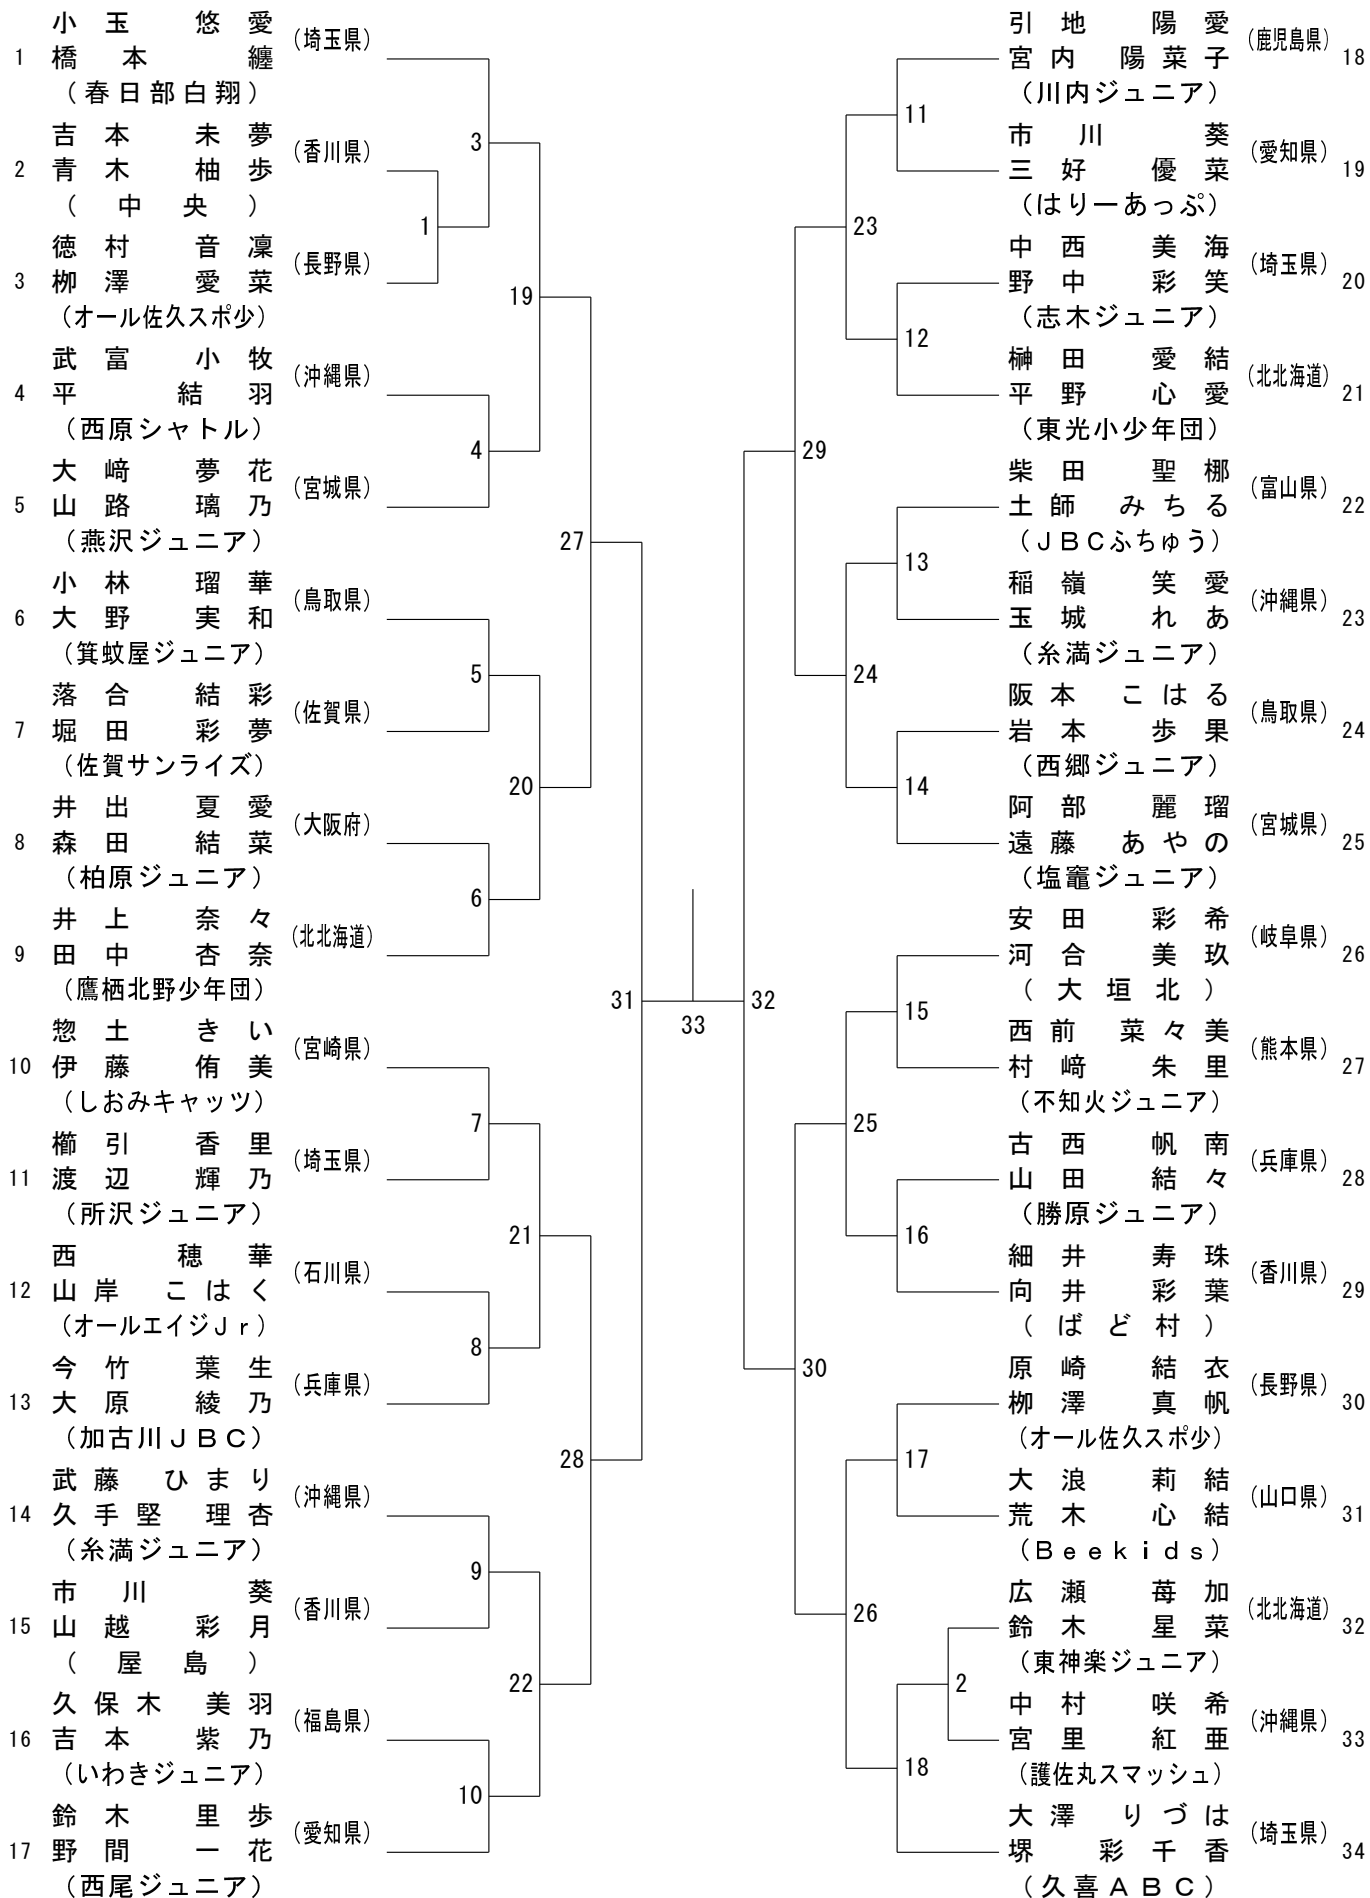 小玉 悠愛 (埼玉県)
1 橋本 纏
(春日部白翔)
吉本 未夢 (香川県)
2 青木 柚歩
(中央)
徳村 音凜 (長野県)
3 栁澤 愛菜
(オール佐久スポ少)
武富 小牧 (沖縄県)
4 平 結羽
(西原シャトル)
大﨑 夢花 (宮城県)
5 山路 璃乃
(燕沢ジュニア)
小林 瑠華 (鳥取県)
6 大野 実和
(箕蚊屋ジュニア)
落合 結彩 (佐賀県)
7 堀田 彩夢
(佐賀サンライズ)
井出 夏愛 (大阪府)
8 森田 結菜
(柏原ジュニア)
井上 奈々 (北北海道)
9 田中 杏奈
(鷹栖北野少年団)
惣土 きい (宮崎県)
10 伊藤 侑美
(しおみキャッツ)
櫛引 香里 (埼玉県)
11 渡辺 輝乃
(所沢ジュニア)
西 穂華 (石川県)
12 山岸 こはく
(オールエイジJr)
今竹 葉生 (兵庫県)
13 大原 綾乃
(加古川JBC)
武藤 ひまり (沖縄県)
14 久手堅 理杏
(糸満ジュニア)
市川 葵 (香川県)
15 山越 彩月
(屋島)
久保木 美羽 (福島県)
16 吉本 紫乃
(いわきジュニア)
鈴木 里歩 (愛知県)
17 野間 一花
(西尾ジュニア)
1
3
4
5
6
7
8
9
10
19
20
21
22
27
28
31
33
32
29
30
23
24
25
26
11
12
13
14
15
16
17
18
2
引地 陽愛 (鹿児島県)
宮内 陽菜子 18
(川内ジュニア)
市川 葵 (愛知県)
三好 優菜 19
(はりーあっぷ)
中西 美海 (埼玉県)
野中 彩笑 20
(志木ジュニア)
榊田 愛結 (北北海道)
平野 心愛 21
(東光小少年団)
柴田 聖梛 (富山県)
土師 みちる 22
(JBCふちゅう)
稲嶺 笑愛 (沖縄県)
玉城 れあ 23
(糸満ジュニア)
阪本 こはる (鳥取県)
岩本 歩果 24
(西郷ジュニア)
阿部 麗瑠 (宮城県)
遠藤 あやの 25
(塩竈ジュニア)
安田 彩希 (岐阜県)
河合 美玖 26
(大垣北)
西前 菜々美 (熊本県)
村﨑 朱里 27
(不知火ジュニア)
古西 帆南 (兵庫県)
山田 結々 28
(勝原ジュニア)
細井 寿珠 (香川県)
向井 彩葉 29
(ばど村)
原崎 結衣 (長野県)
栁澤 真帆 30
(オール佐久スポ少)
大浪 莉結 (山口県)
荒木 心結 31
(Beekids)
広瀬 苺加 (北北海道)
鈴木 星菜 32
(東神楽ジュニア)
中村 咲希 (沖縄県)
宮里 紅亜 33
(護佐丸スマッシュ)
大澤 りづは (埼玉県)
堺 彩千香 34
(久喜ABC)